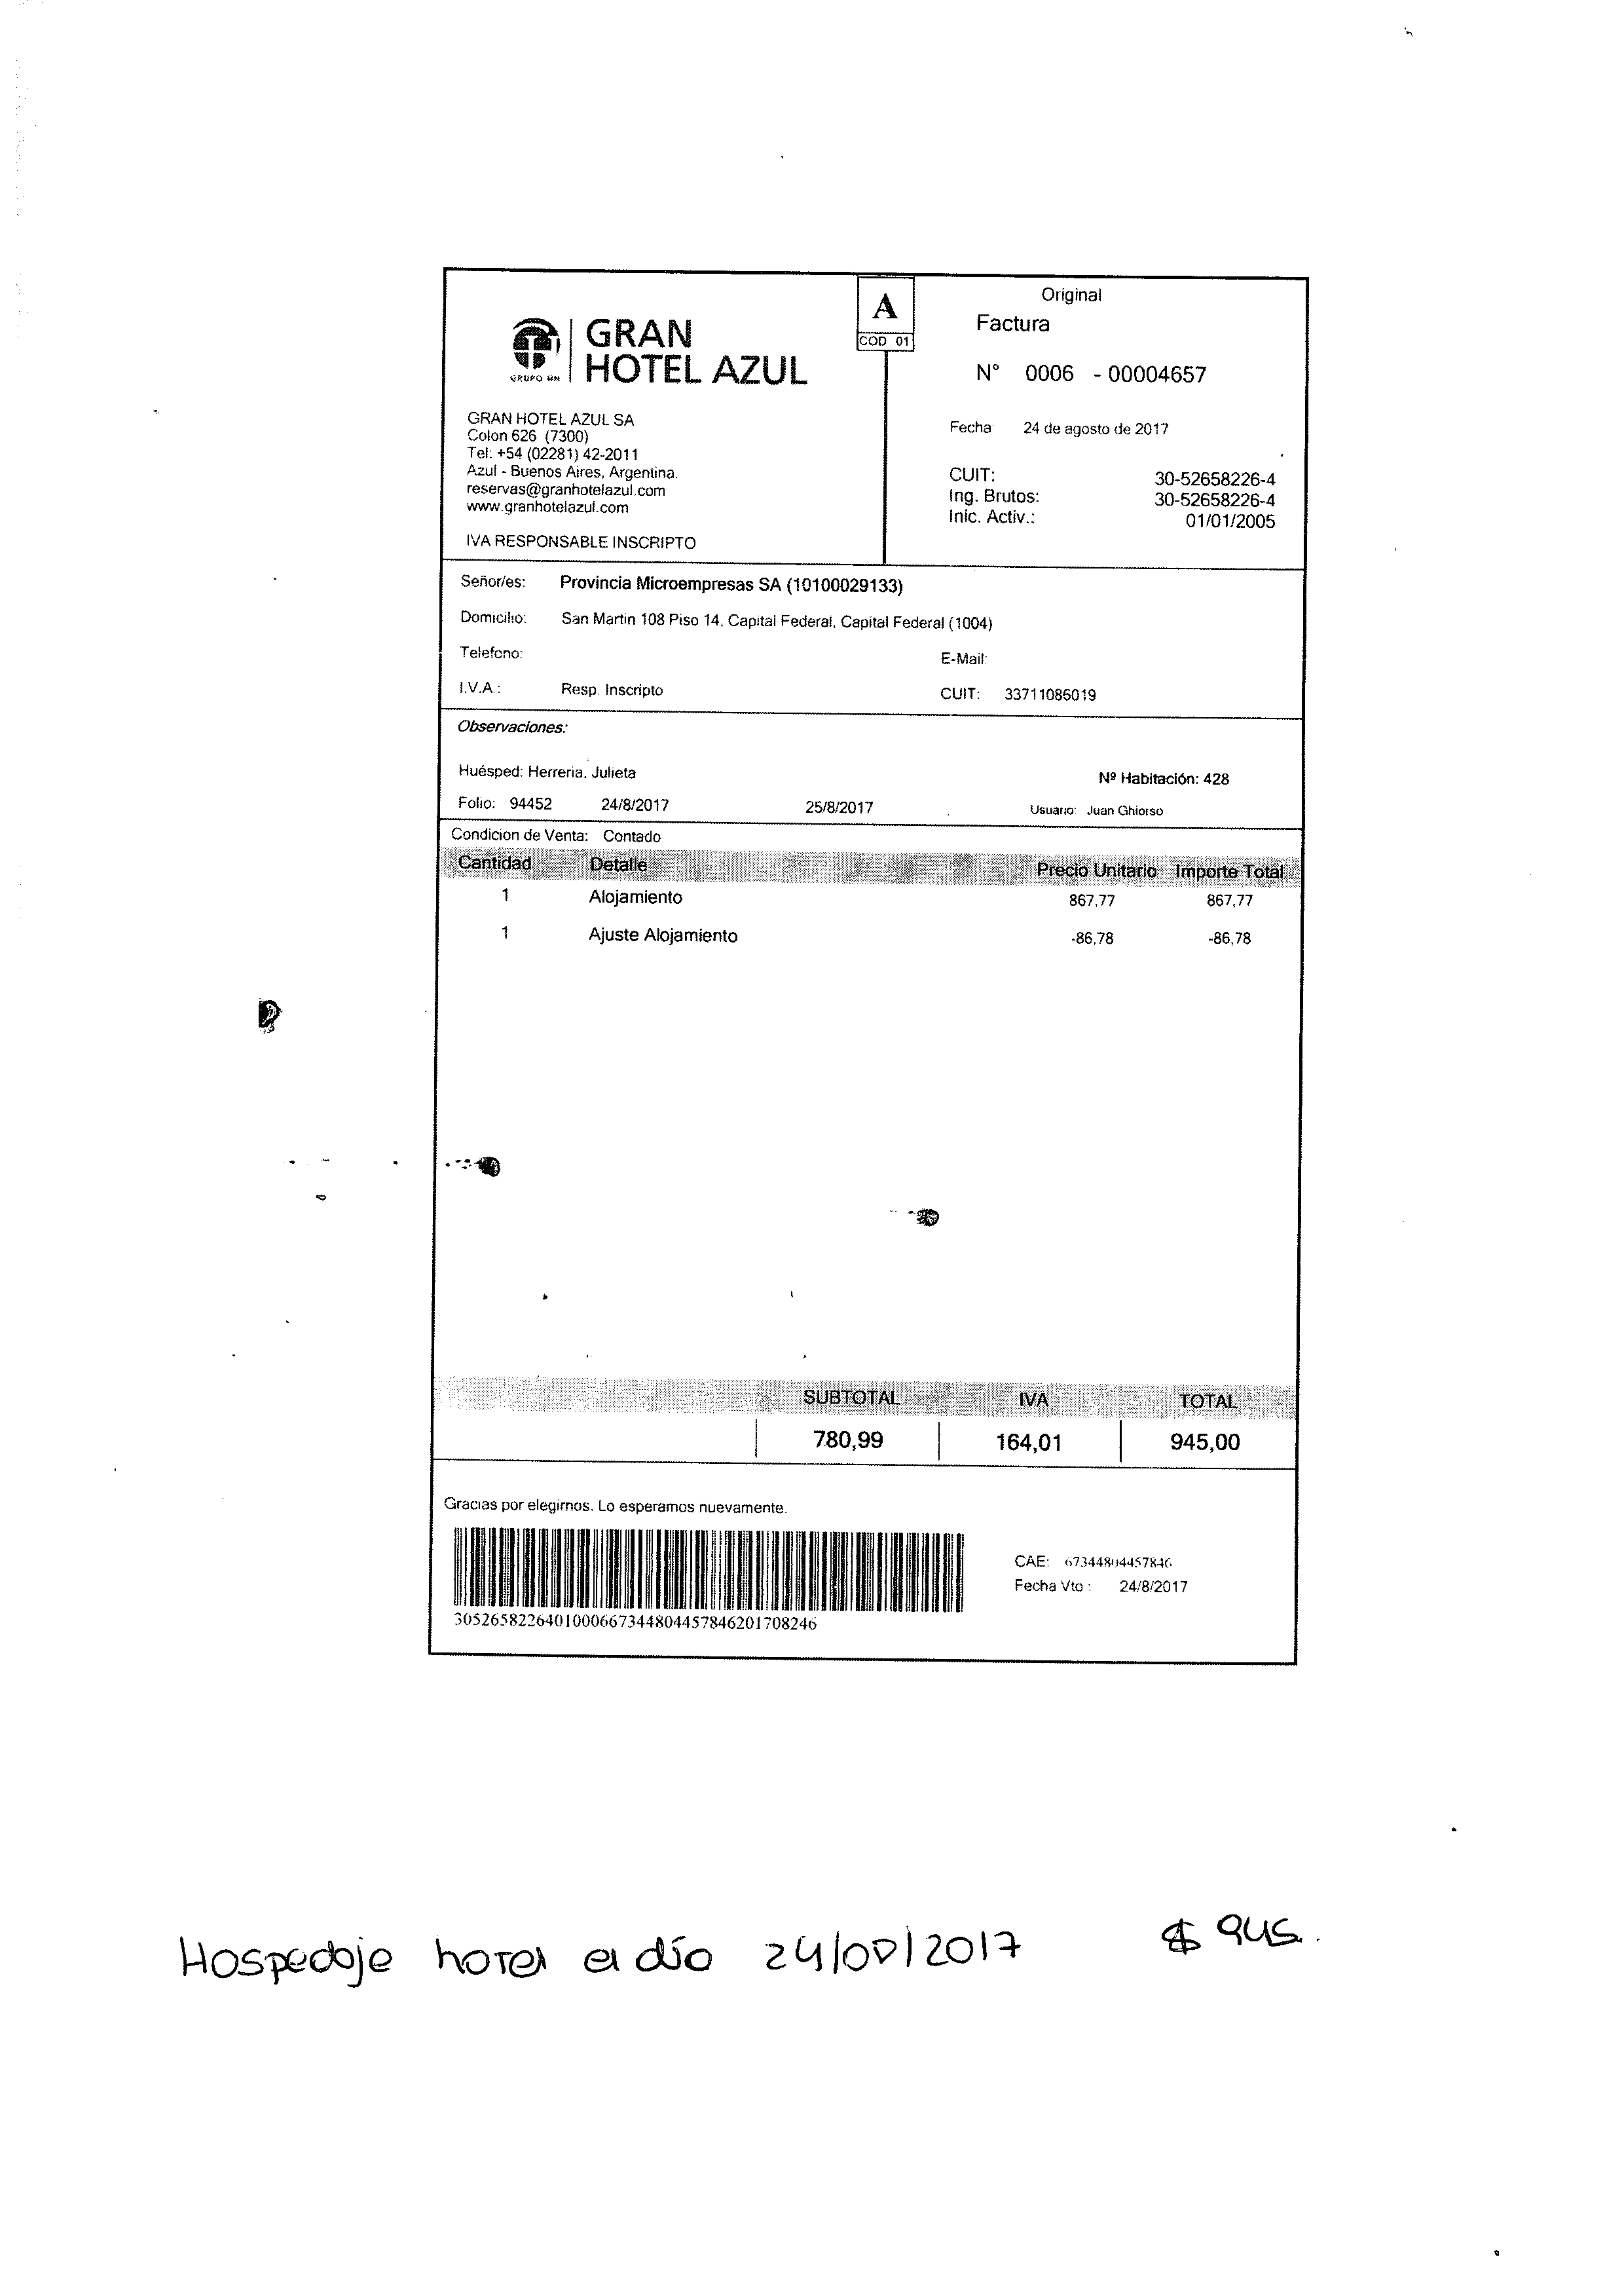 Original
A
COD 01
Factura
GRAN
HOTEL AZUL
GRUPO HN
N° 0006 - 00004657
GRAN HOTEL AZUL SA
Colon 626 (7300)
Tel: +54 (02281) 42-2011
Azul - Buenos Aires, Argentina.
reservas@granhotelazul.com
www.granhotelazul.com
IVA RESPONSABLE INSCRIPTO
Fecha 24 de agosto de 2017
CUIT: 30-52658226-4
Ing. Brutos: 30-52658226-4
Inic. Activ.: 01/01/2005
Señor/es: Provincia Microempresas SA (10100029133)
Domicilio: San Martin 108 Piso 14, Capital Federal, Capital Federal (1004)
Telefono: E-Mail:
I.V.A.: Resp. Inscripto CUIT: 33711086019
Observaciones:
Huésped: Herreria, Julieta Nº Habitación: 428
Folio: 94452 24/8/2017 25/8/2017 Usuario: Juan Ghiorso
Condicion de Venta: Contado
Cantidad Detalle Precio Unitario Importe Total
1 Alojamiento 867,77 867,77
1 Ajuste Alojamiento -86,78 -86,78
SUBTOTAL IVA TOTAL
780,99 164,01 945,00
Gracias por elegirnos. Lo esperamos nuevamente.
CAE: 67344804457846
Fecha Vto : 24/8/2017
3052658226401000667344804457846201708246
Hospedaje hotel el día 24/08/2017 $ 945.